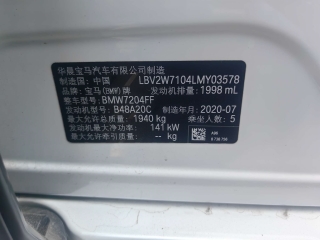 华晨宝马汽车有限公司制造
制造国：中国 LBV2W7104LMY03578
品牌：宝马(BMW)牌 发动机排量：1998 mL
整车型号：BMW7204FF
发动机型号：B48A20C 制造年月：2020-07
最大允许总质量：1940 kg 乘坐人数：5
发动机最大净功率：141 kW
最大允许牵引质量：-- kg